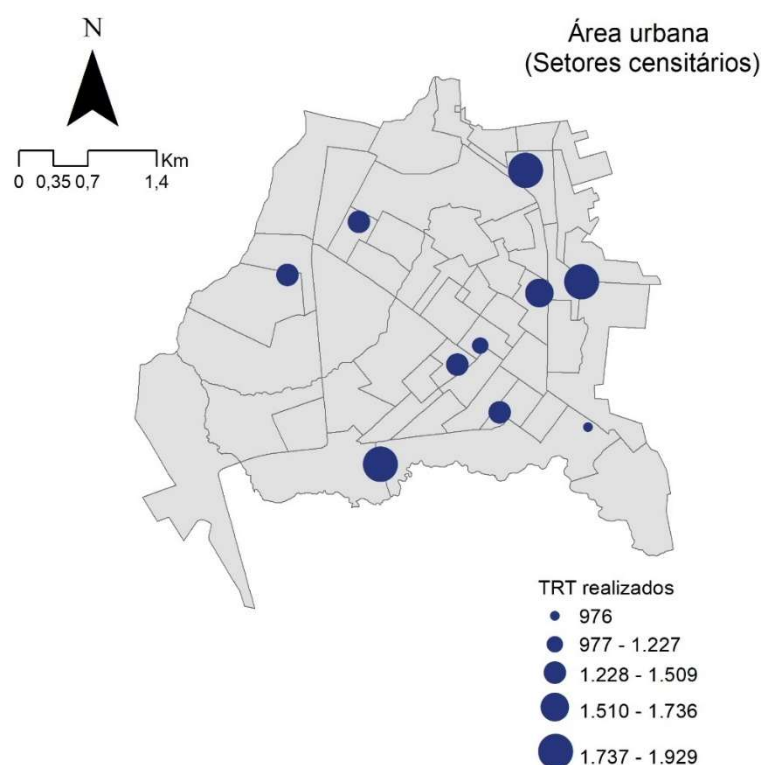 N
Área urbana
(Setores censitários)
Km
0 0,35 0,7 1,4
TRT realizados
976
977 - 1.227
1.228 - 1.509
1.510 - 1.736
1.737 - 1.929